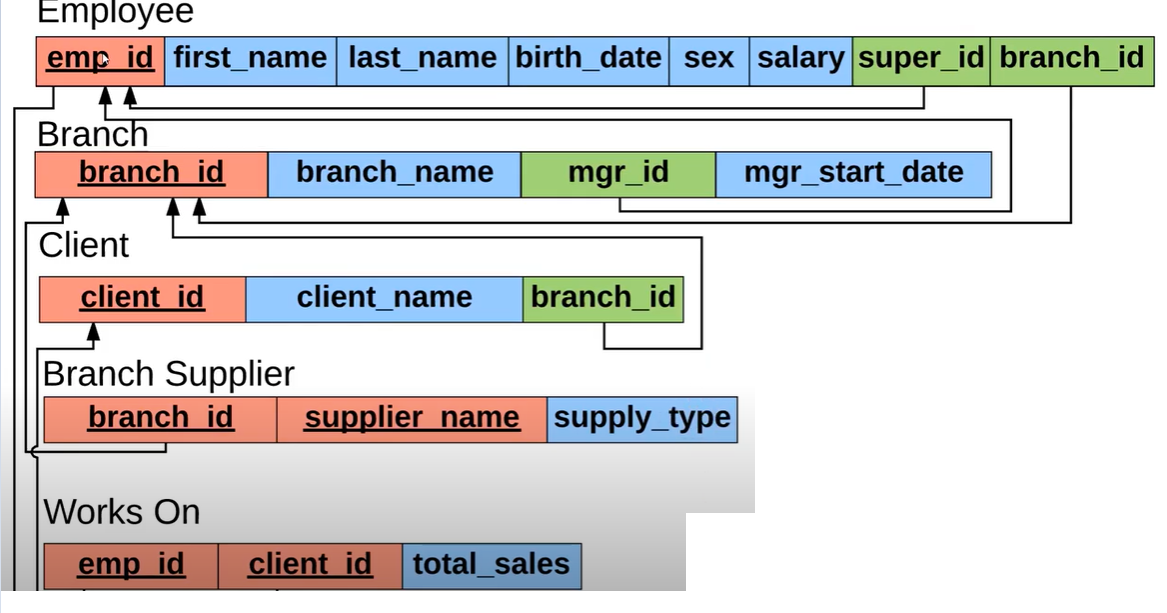 Employee
emp_id first_name last_name birth_date sex salary super_id branch_id
Branch
branch_id branch_name mgr_id mgr_start_date
Client
client_id client_name branch_id
Branch Supplier
branch_id supplier_name supply_type
Works On
emp_id client_id total_sales